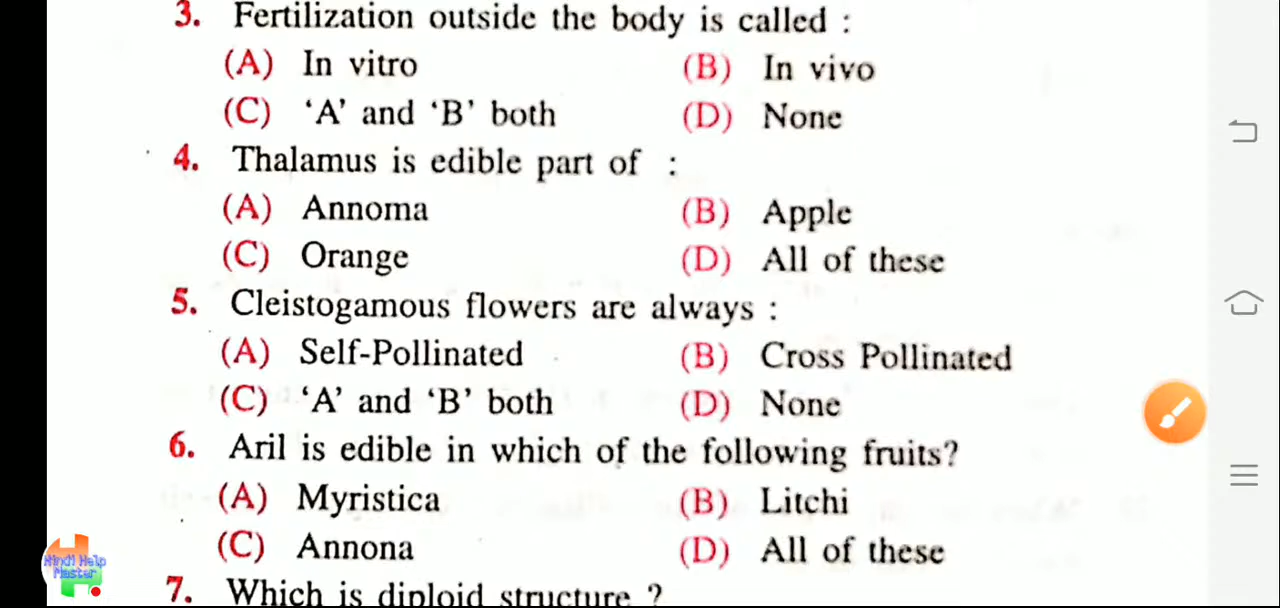 3. Fertilization outside the body is called :
(A) In vitro (B) In vivo
(C) 'A' and 'B' both (D) None
4. Thalamus is edible part of :
(A) Annoma (B) Apple
(C) Orange (D) All of these
5. Cleistogamous flowers are always :
(A) Self-Pollinated (B) Cross Pollinated
(C) 'A' and 'B' both (D) None
6. Aril is edible in which of the following fruits?
(A) Myristica (B) Litchi
(C) Annona (D) All of these
Hindi Help
Master
7. Which is diploid structure ?